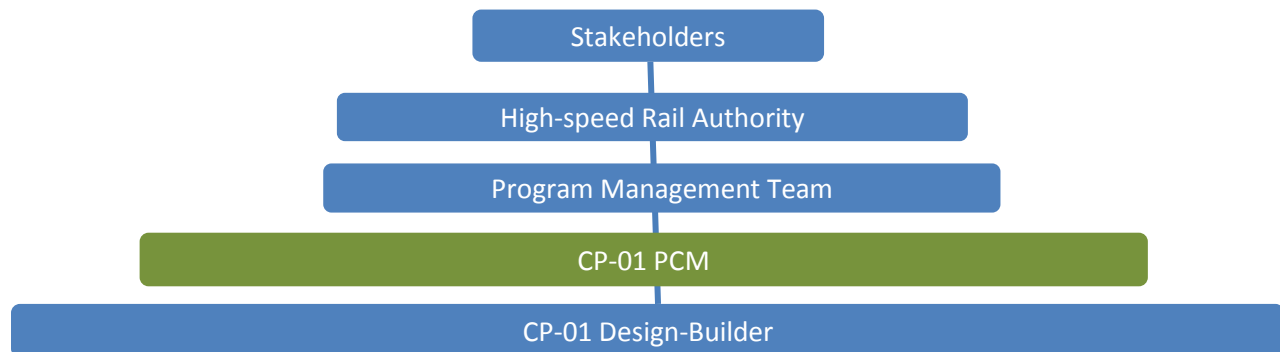 Stakeholders
High-speed Rail Authority
Program Management Team
CP-01 PCM
CP-01 Design-Builder